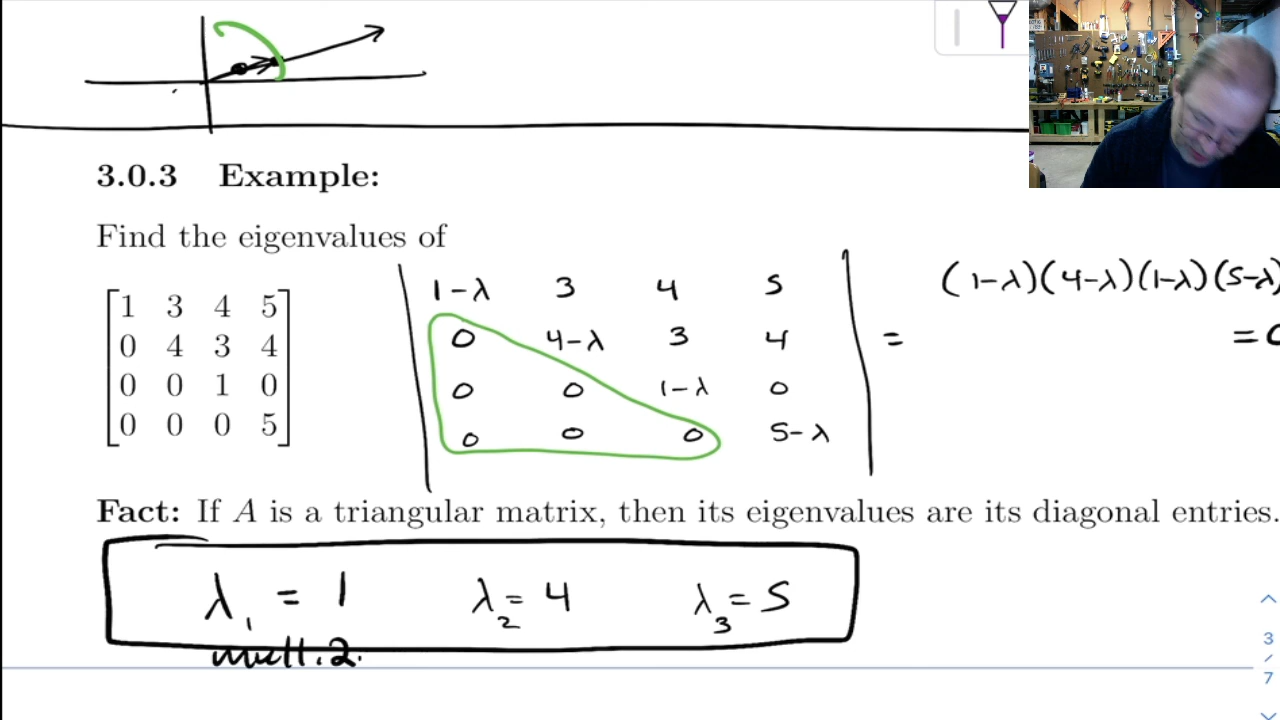 3.0.3 Example:
Find the eigenvalues of
1 3 4 5
0 4 3 4
0 0 1 0
0 0 0 5
1-λ 3 4 5
0 4-λ 3 4
0 0 1-λ 0
0 0 0 5-λ
=
(1-λ)(4-λ)(1-λ)(5-λ)
= 0
Fact: If A is a triangular matrix, then its eigenvalues are its diagonal entries.
λ₁ = 1 λ₂ = 4 λ₃ = 5
mult. 2.
3
/
7